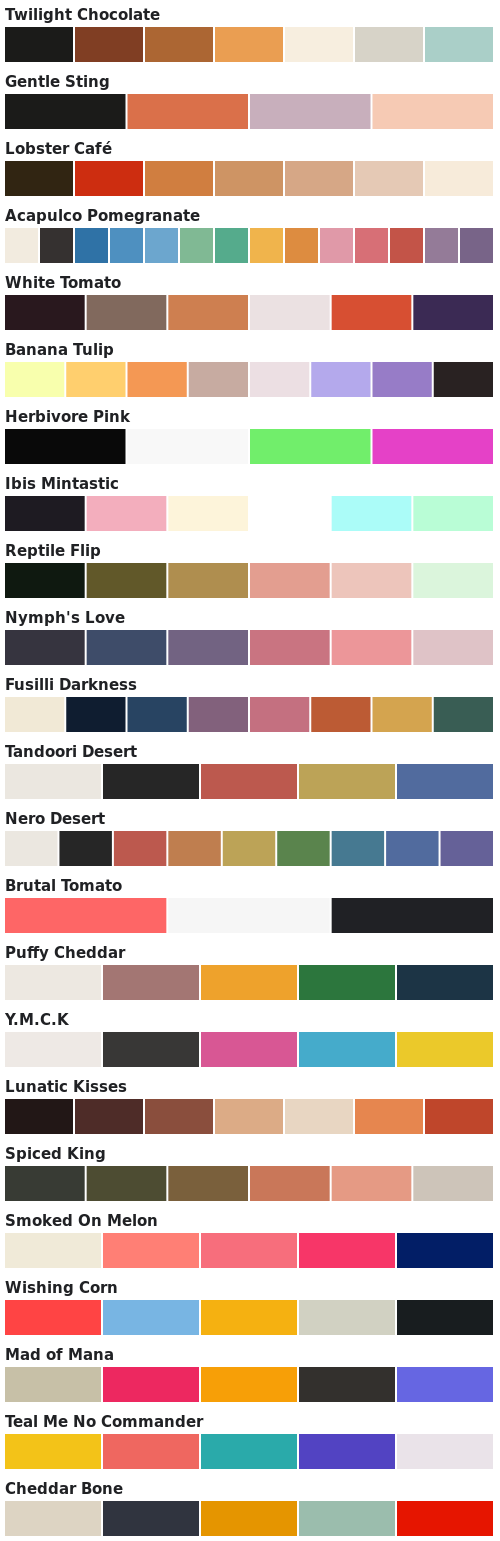 Twilight Chocolate
Gentle Sting
Lobster Café
Acapulco Pomegranate
White Tomato
Banana Tulip
Herbivore Pink
Ibis Mintastic
Reptile Flip
Nymph's Love
Fusilli Darkness
Tandoori Desert
Nero Desert
Brutal Tomato
Puffy Cheddar
Y.M.C.K
Lunatic Kisses
Spiced King
Smoked On Melon
Wishing Corn
Mad of Mana
Teal Me No Commander
Cheddar Bone